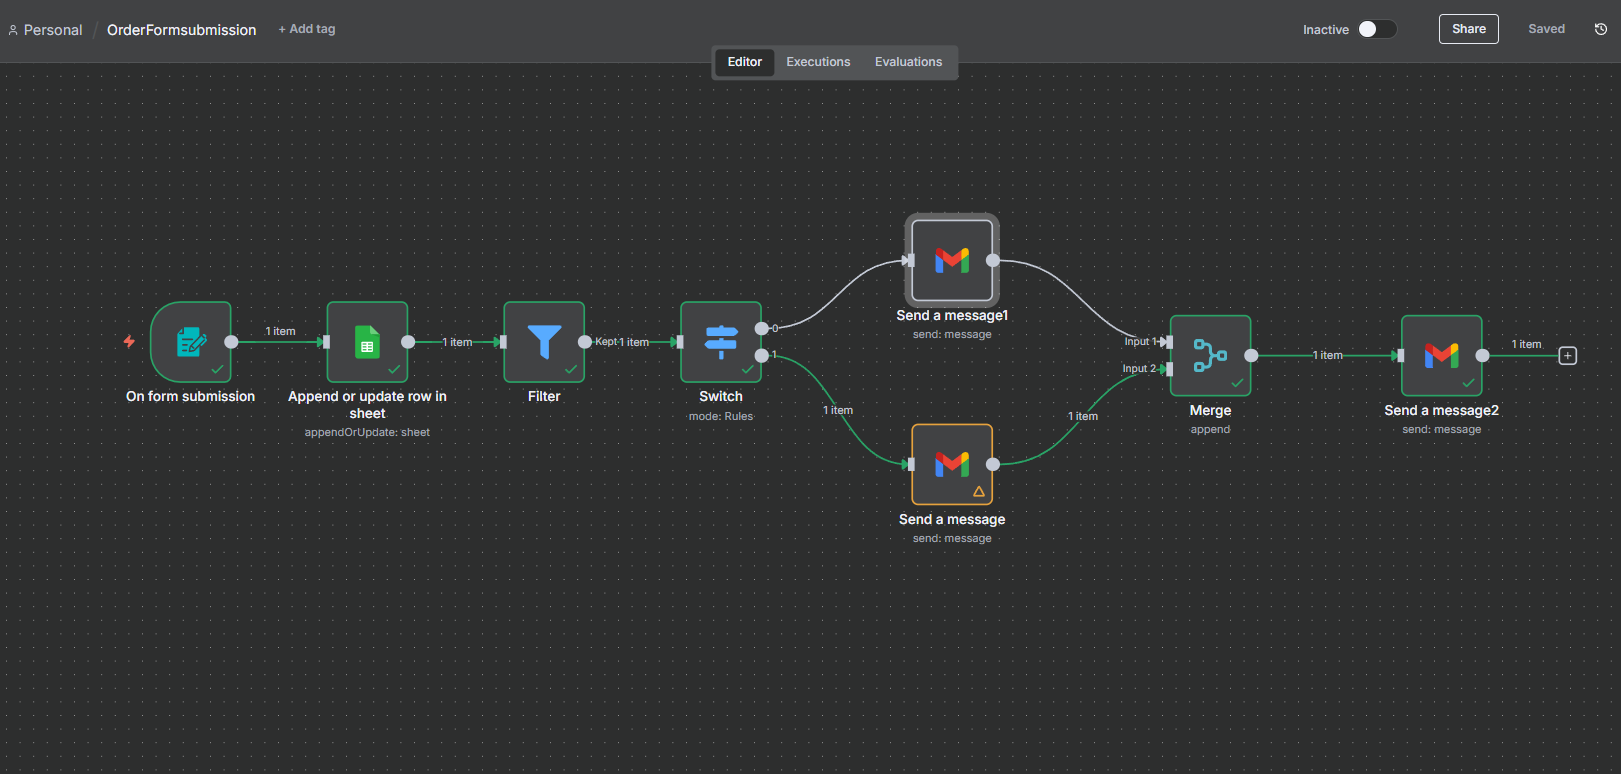 Personal / OrderFormsubmission + Add tag
Inactive
Share
Saved
Editor Executions Evaluations
1 item
On form submission
1 item
Append or update row in
sheet
appendOrUpdate: sheet
Kept 1 item
Filter
0
1
Switch
mode: Rules
Send a message1
send: message
1 item
Send a message
send: message
1 item
Input 1
Input 2
Merge
append
1 item
Send a message2
send: message
1 item